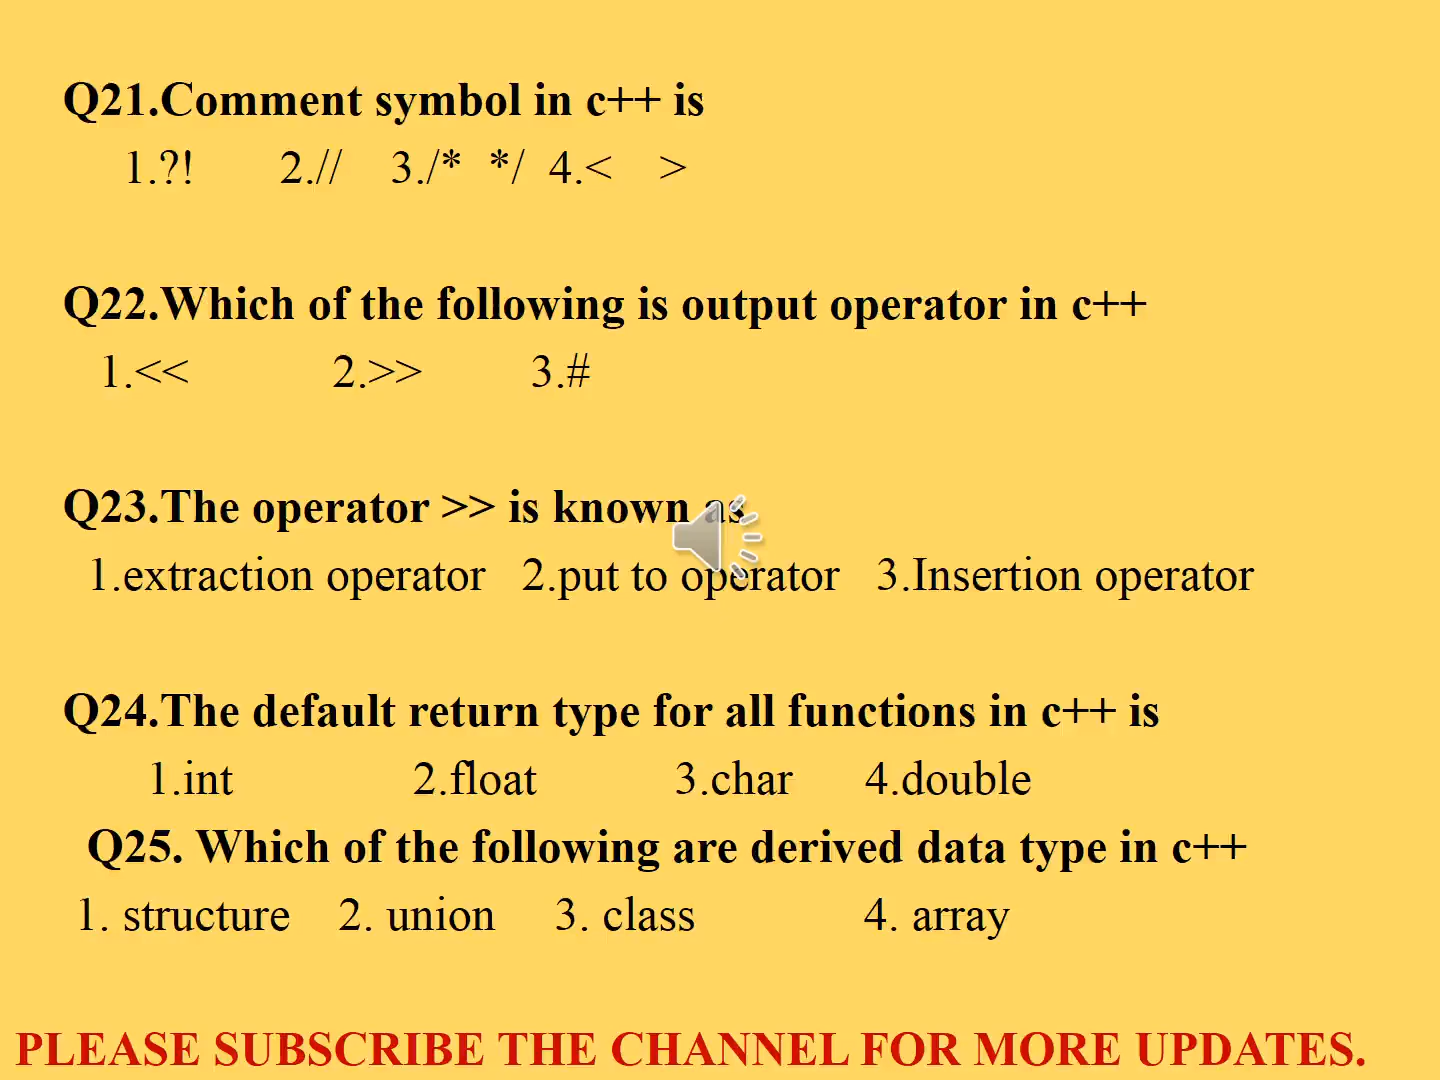 Q21.Comment symbol in c++ is
1.?! 2.// 3./* */ 4.< >
Q22.Which of the following is output operator in c++
1.<< 2.>> 3.#
Q23.The operator >> is known as
1.extraction operator 2.put to operator 3.Insertion operator
Q24.The default return type for all functions in c++ is
1.int 2.float 3.char 4.double
Q25. Which of the following are derived data type in c++
1. structure 2. union 3. class 4. array
PLEASE SUBSCRIBE THE CHANNEL FOR MORE UPDATES.